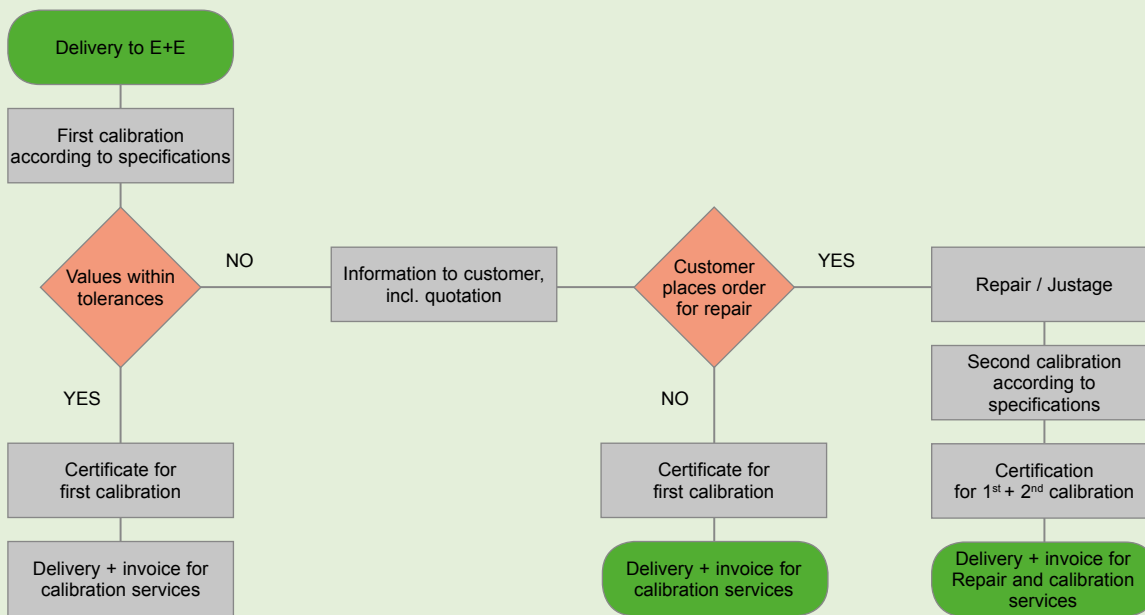 Delivery to E+E
First calibration
according to specifications
Values within
tolerances
NO
Information to customer,
incl. quotation
Customer
places order
for repair
YES
Repair / Justage
Second calibration
according to
specifications
YES
NO
Certificate for
first calibration
Certificate for
first calibration
Certification
for 1st + 2nd calibration
Delivery + invoice for
calibration services
Delivery + invoice for
calibration services
Delivery + invoice for
Repair and calibration
services